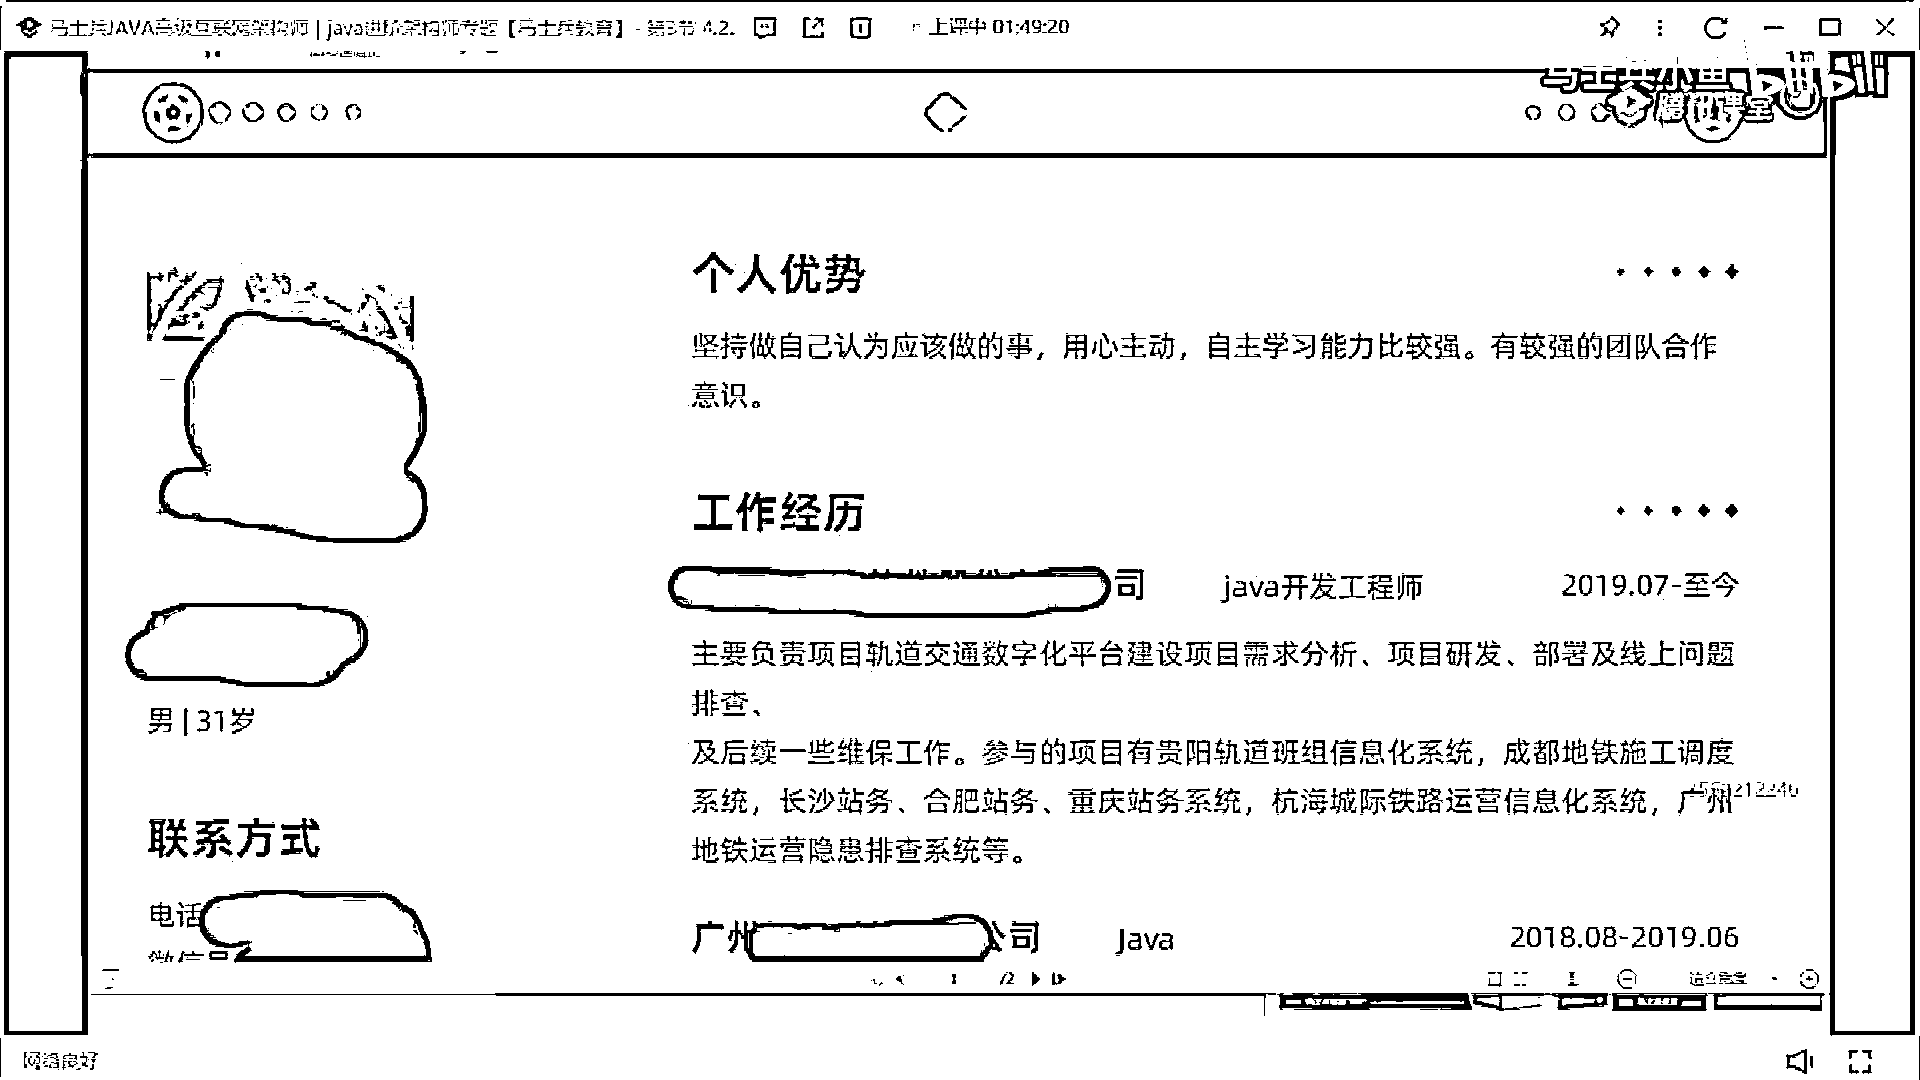 马士兵JAVA高级互联网架构师 | java进阶架构师专题【马士兵教育】- 第3节 4.2.
上课中 01:49:20
马士兵小鱼 bilibili
腾讯课堂
个人优势
坚持做自己认为应该做的事，用心主动，自主学习能力比较强。有较强的团队合作
意识。
工作经历
司 java开发工程师 2019.07-至今
主要负责项目轨道交通数字化平台建设项目需求分析、项目研发、部署及线上问题
排查、
及后续一些维保工作。参与的项目有贵阳轨道班组信息化系统，成都地铁施工调度
系统，长沙站务、合肥站务、重庆站务系统，杭海城际铁路运营信息化系统，广州
地铁运营隐患排查系统等。
广州 公司 Java 2018.08-2019.06
男 | 31岁
联系方式
电话
微信号
1 /2
网络良好